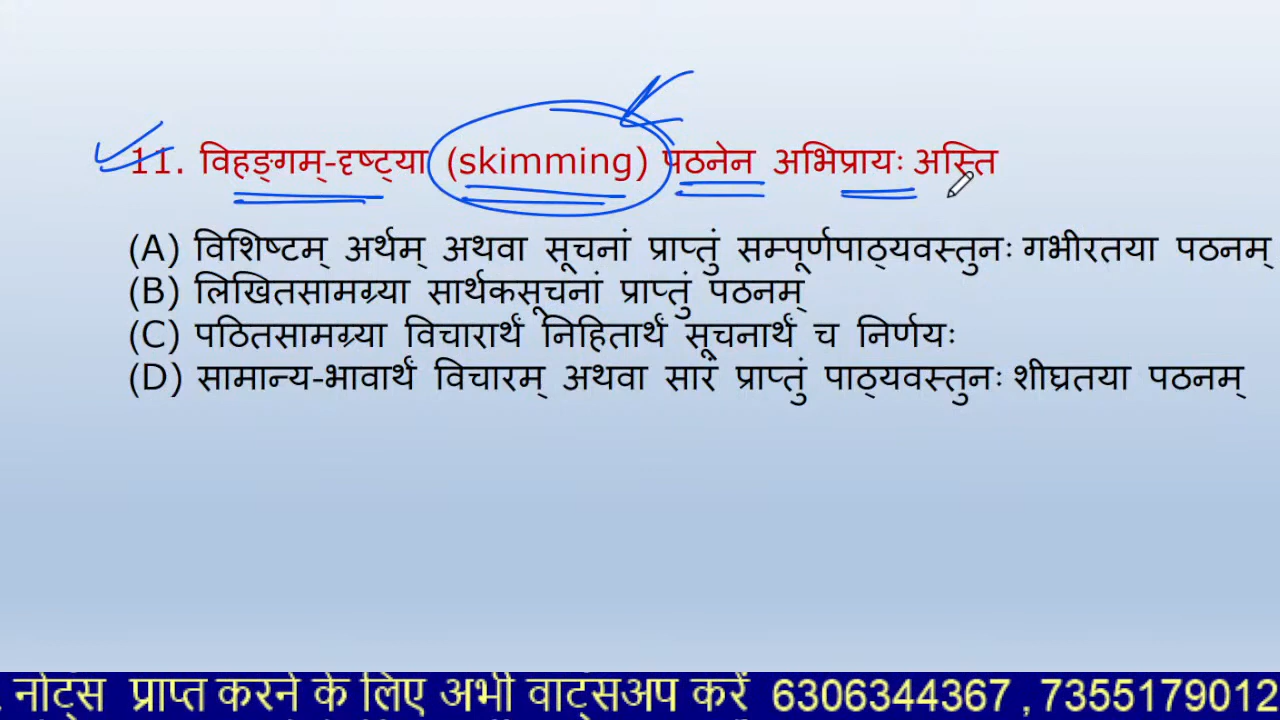 11. विहङ्गम्-दृष्ट्या (skimming) पठनेन अभिप्रायः अस्ति
(A) विशिष्टम् अर्थम् अथवा सूचनां प्राप्तुं सम्पूर्णपाठ्यवस्तुनः गभीरतया पठनम्
(B) लिखितसामग्र्या सार्थकसूचनां प्राप्तुं पठनम्
(C) पठितसामग्र्या विचारार्थं निहितार्थं सूचनार्थं च निर्णयः
(D) सामान्य-भावार्थं विचारम् अथवा सारं प्राप्तुं पाठ्यवस्तुनः शीघ्रतया पठनम्
नोट्स प्राप्त करने के लिए अभी वाट्सअप करें 6306344367 , 7355179012